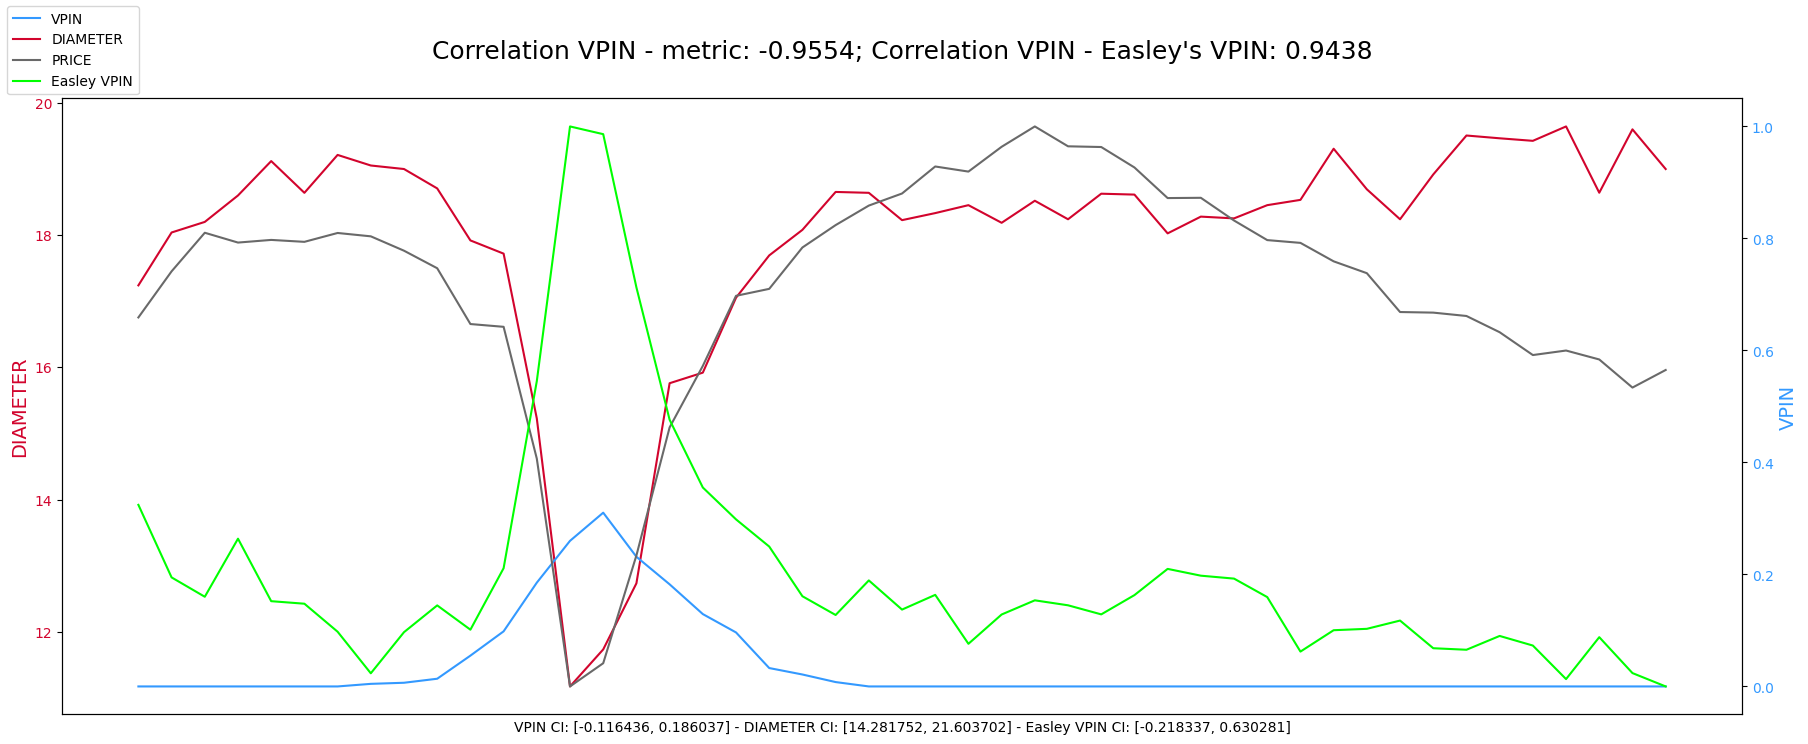 VPIN
DIAMETER
PRICE
Easley VPIN
Correlation VPIN - metric: -0.9554; Correlation VPIN - Easley's VPIN: 0.9438
20
18
16
14
12
DIAMETER
1.0
0.8
0.6
0.4
0.2
0.0
VPIN
VPIN CI: [-0.116436, 0.186037] - DIAMETER CI: [14.281752, 21.603702] - Easley VPIN CI: [-0.218337, 0.630281]